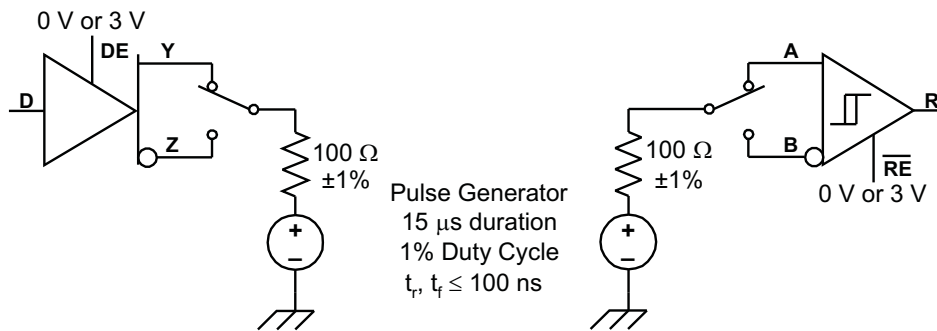 0 V or 3 V
DE
Y
D
Z
100 Ω
±1%
+
−
Pulse Generator
15 μs duration
1% Duty Cycle
tr, tf ≤ 100 ns
A
B
R
RE
0 V or 3 V
100 Ω
±1%
+
−